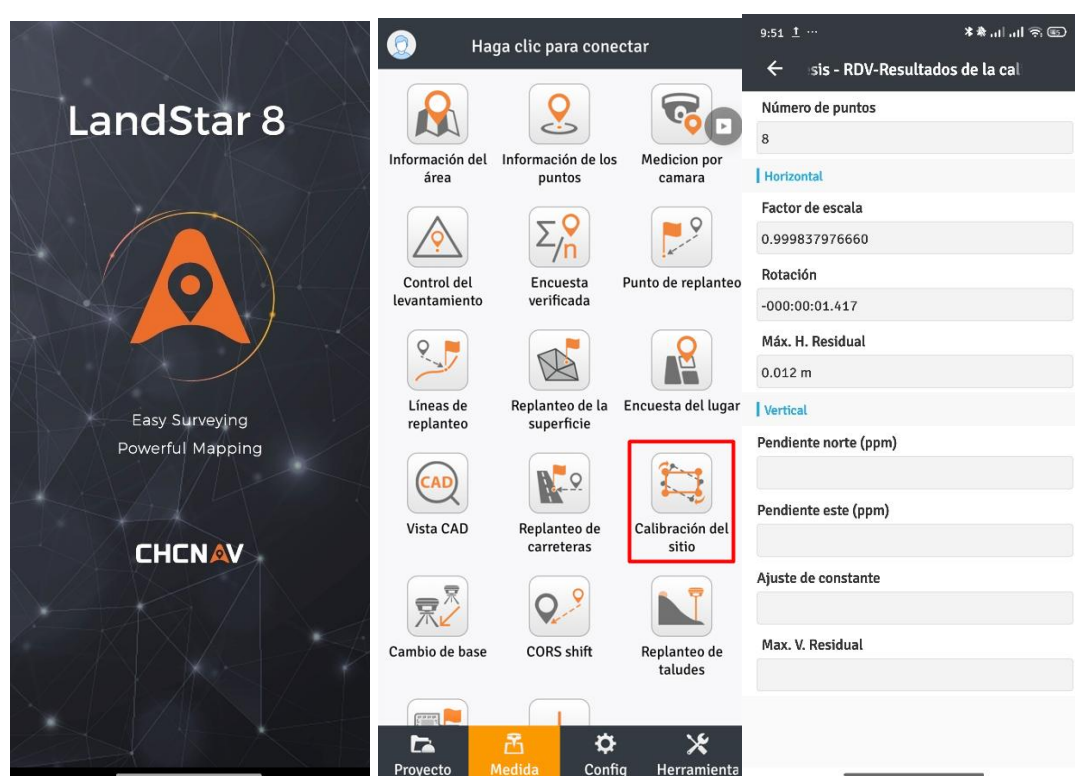 LandStar 8
Easy Surveying
Powerful Mapping
CHCNAV
Haga clic para conectar
Información del
área
Información de los
puntos
Medicion por
camara
Control del
levantamiento
Σ/n
Encuesta
verificada
Punto de replanteo
Líneas de
replanteo
Replanteo de la
superficie
Encuesta del lugar
CAD
Vista CAD
Replanteo de
carreteras
Calibración del
sitio
Cambio de base
CORS shift
Replanteo de
taludes
Proyecto
Medida
Config
Herramienta
9:51
sis - RDV-Resultados de la cal
Número de puntos
8
Horizontal
Factor de escala
0.999837976660
Rotación
-000:00:01.417
Máx. H. Residual
0.012 m
Vertical
Pendiente norte (ppm)
Pendiente este (ppm)
Ajuste de constante
Max. V. Residual